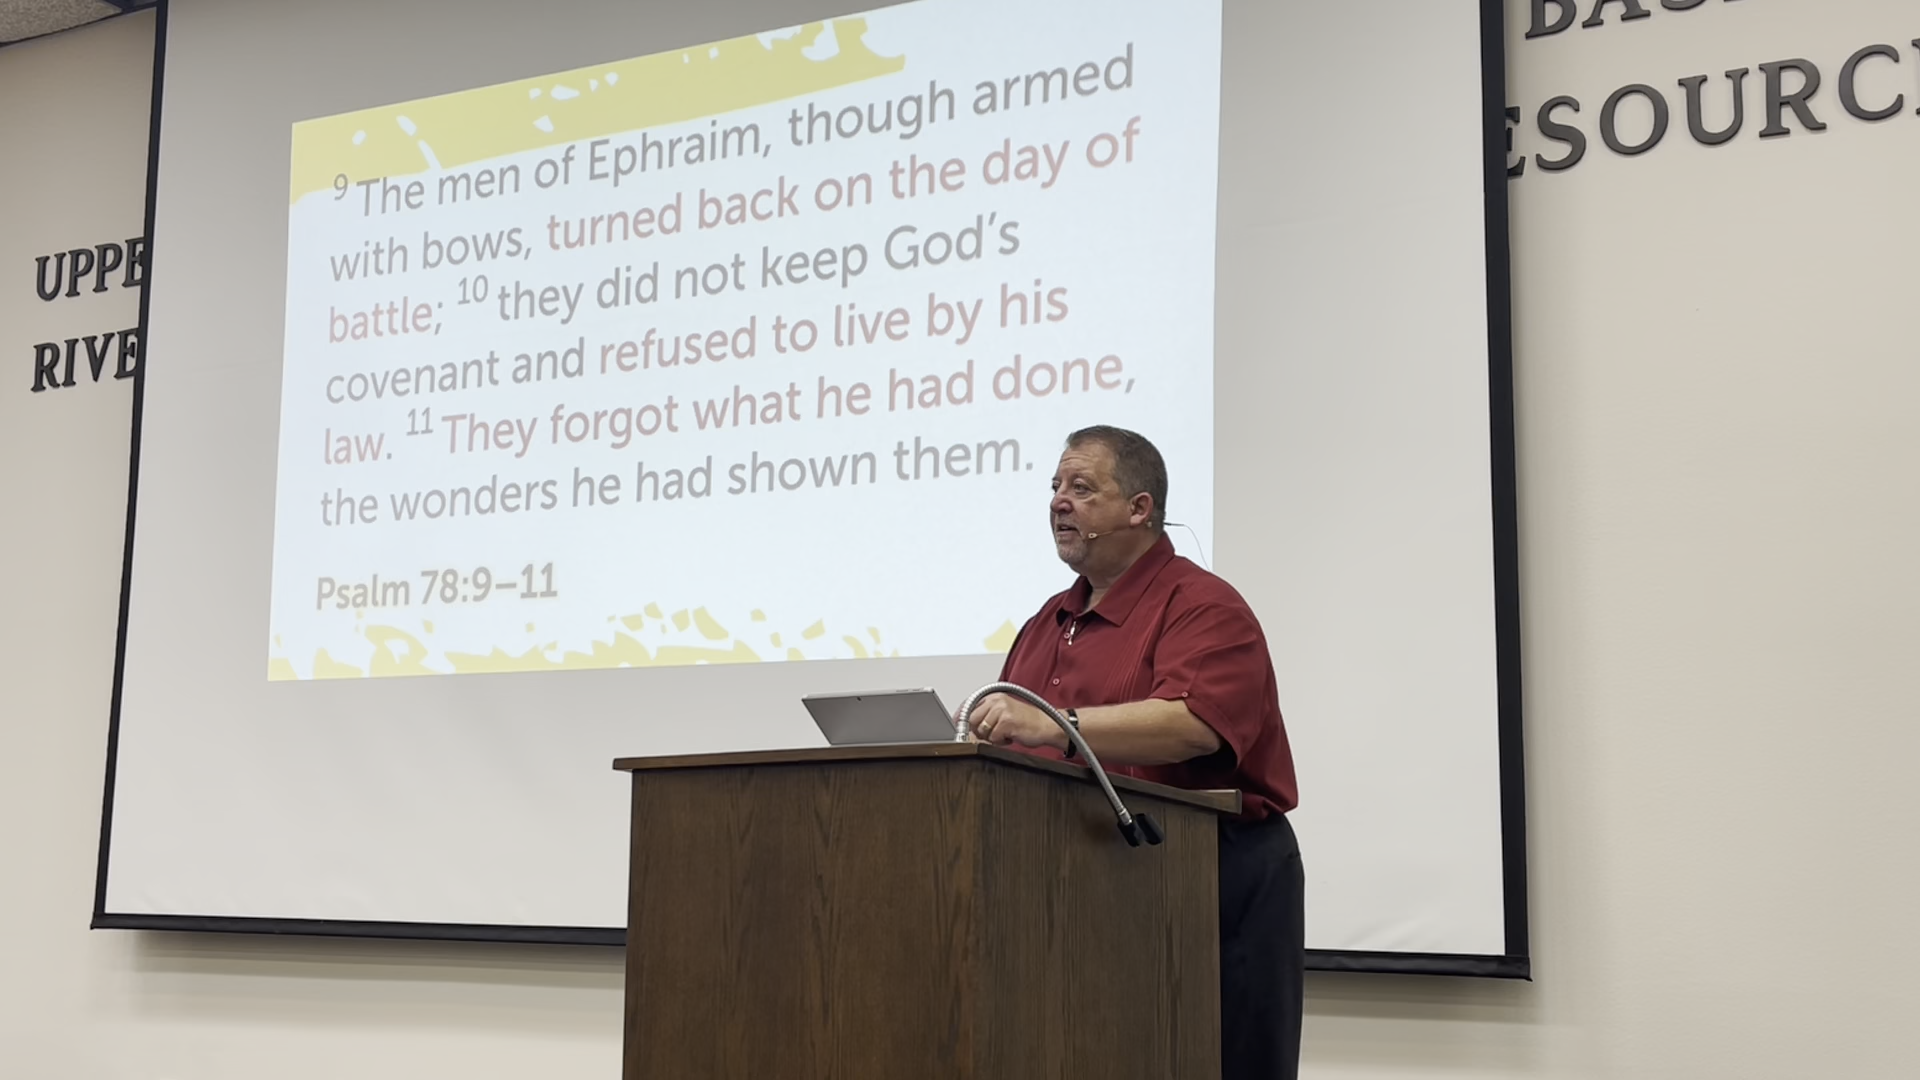 UPPE
RIVE
BAS
ESOURC
9 The men of Ephraim, though armed
with bows, turned back on the day of
battle; 10 they did not keep God's
covenant and refused to live by his
law. 11 They forgot what he had done,
the wonders he had shown them.
Psalm 78:9–11